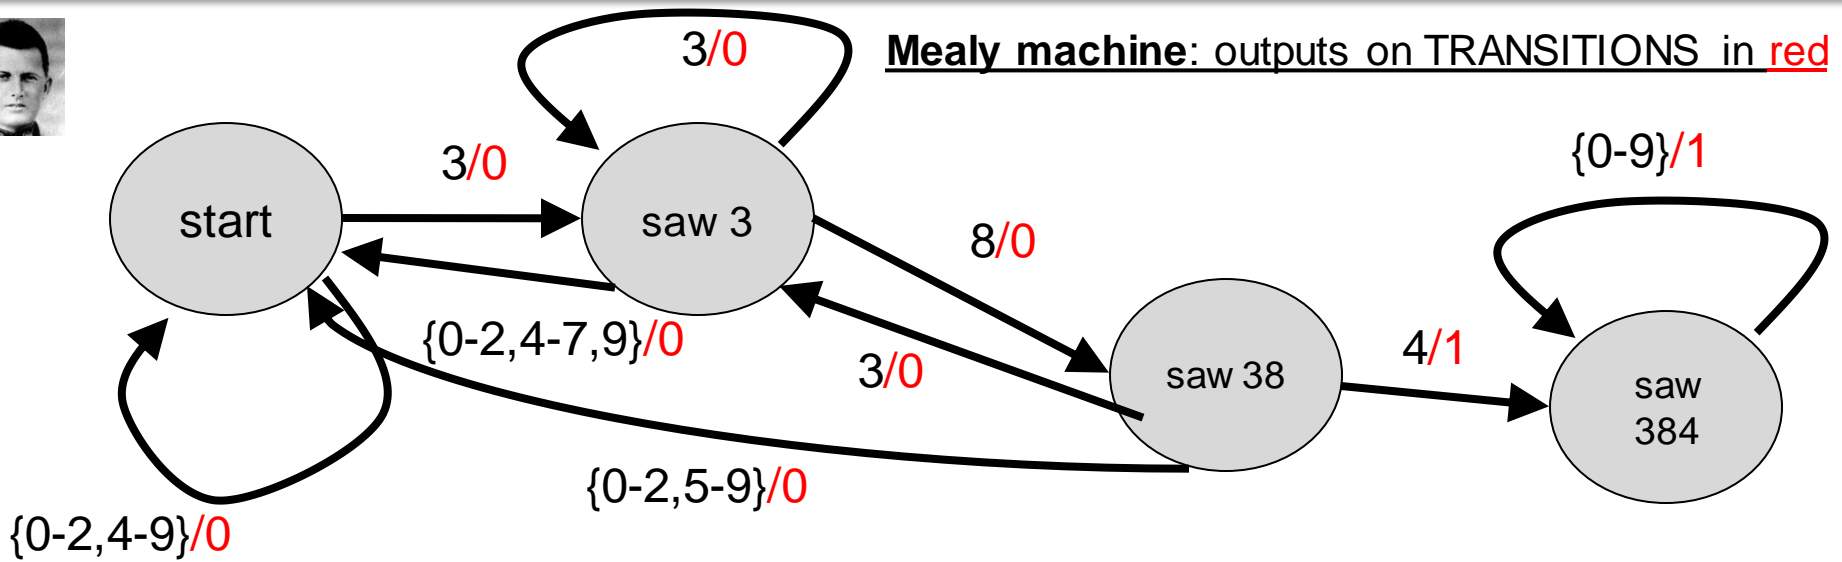 Mealy machine: outputs on TRANSITIONS in red
3/0
3/0
{0-9}/1
start
saw 3
8/0
{0-2,4-7,9}/0
3/0
4/1
saw 38
saw
384
{0-2,5-9}/0
{0-2,4-9}/0